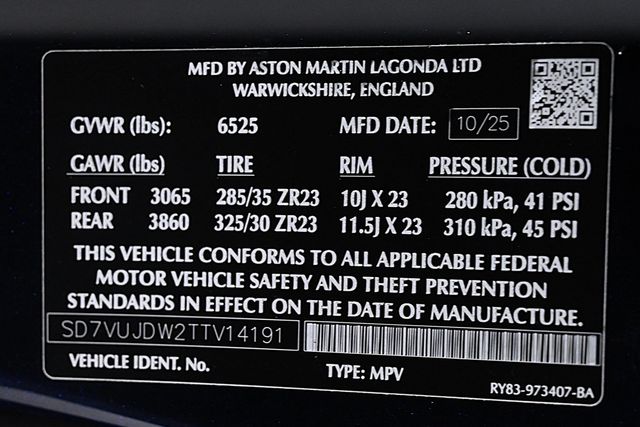 MFD BY ASTON MARTIN LAGONDA LTD
WARWICKSHIRE, ENGLAND
GVWR (lbs): 6525 MFD DATE: 10/25
GAWR (lbs) TIRE RIM PRESSURE (COLD)
FRONT 3065 285/35 ZR23 10J X 23 280 kPa, 41 PSI
REAR 3860 325/30 ZR23 11.5J X 23 310 kPa, 45 PSI
THIS VEHICLE CONFORMS TO ALL APPLICABLE FEDERAL
MOTOR VEHICLE SAFETY AND THEFT PREVENTION
STANDARDS IN EFFECT ON THE DATE OF MANUFACTURE.
SD7VUJDW2TTV14191
VEHICLE IDENT. No. TYPE: MPV RY83-973407-BA